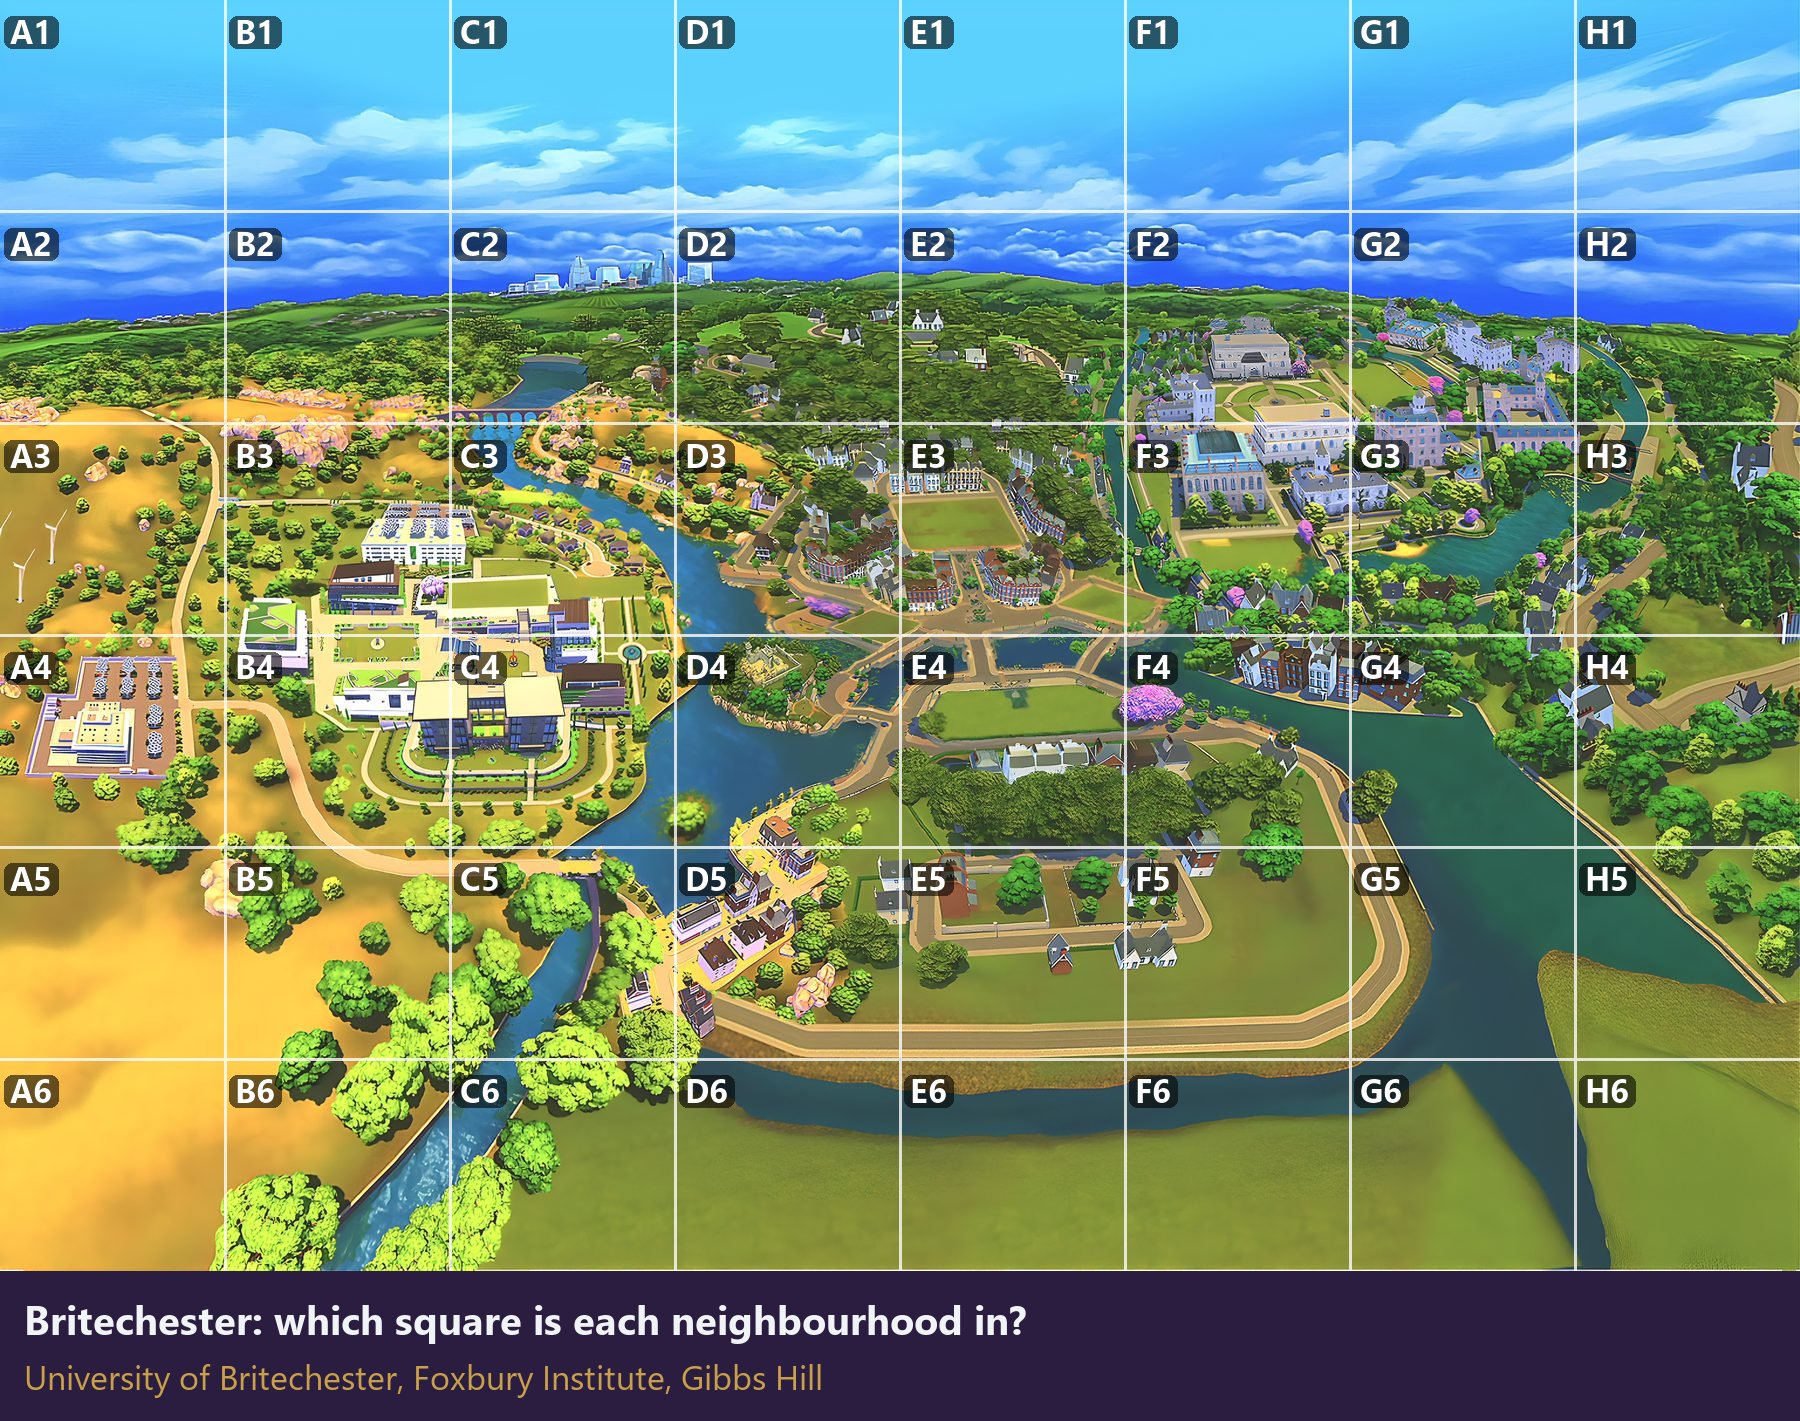 A1 B1 C1 D1 E1 F1 G1 H1
A2 B2 C2 D2 E2 F2 G2 H2
A3 B3 C3 D3 E3 F3 G3 H3
A4 B4 C4 D4 E4 F4 G4 H4
A5 B5 C5 D5 E5 F5 G5 H5
A6 B6 C6 D6 E6 F6 G6 H6
Britechester: which square is each neighbourhood in?
University of Britechester, Foxbury Institute, Gibbs Hill